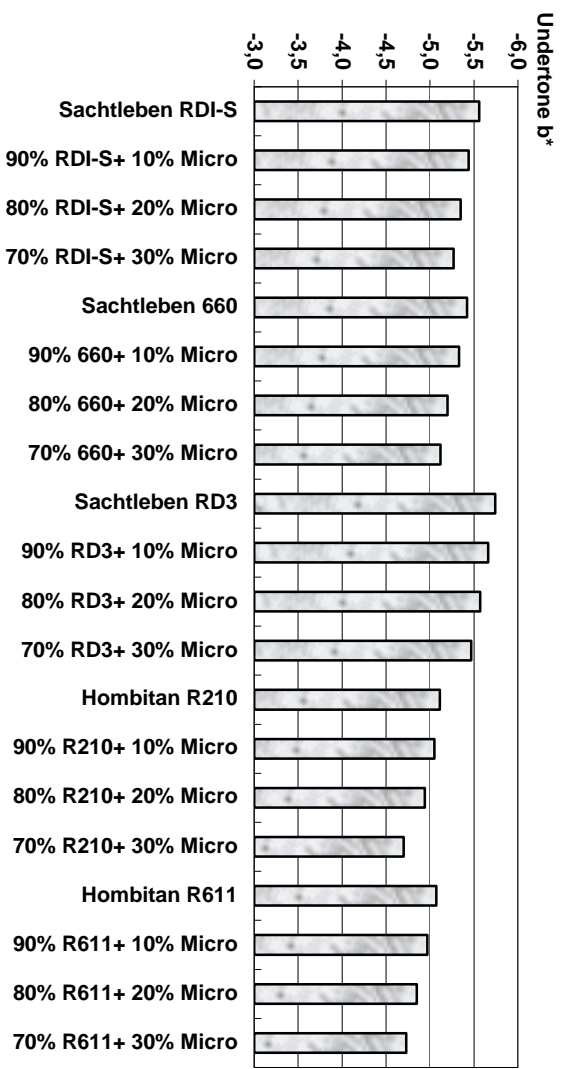 Undertone b*
-3,0
-3,5
-4,0
-4,5
-5,0
-5,5
-6,0
Sachtleben RDI-S
90% RDI-S+ 10% Micro
80% RDI-S+ 20% Micro
70% RDI-S+ 30% Micro
Sachtleben 660
90% 660+ 10% Micro
80% 660+ 20% Micro
70% 660+ 30% Micro
Sachtleben RD3
90% RD3+ 10% Micro
80% RD3+ 20% Micro
70% RD3+ 30% Micro
Hombitan R210
90% R210+ 10% Micro
80% R210+ 20% Micro
70% R210+ 30% Micro
Hombitan R611
90% R611+ 10% Micro
80% R611+ 20% Micro
70% R611+ 30% Micro